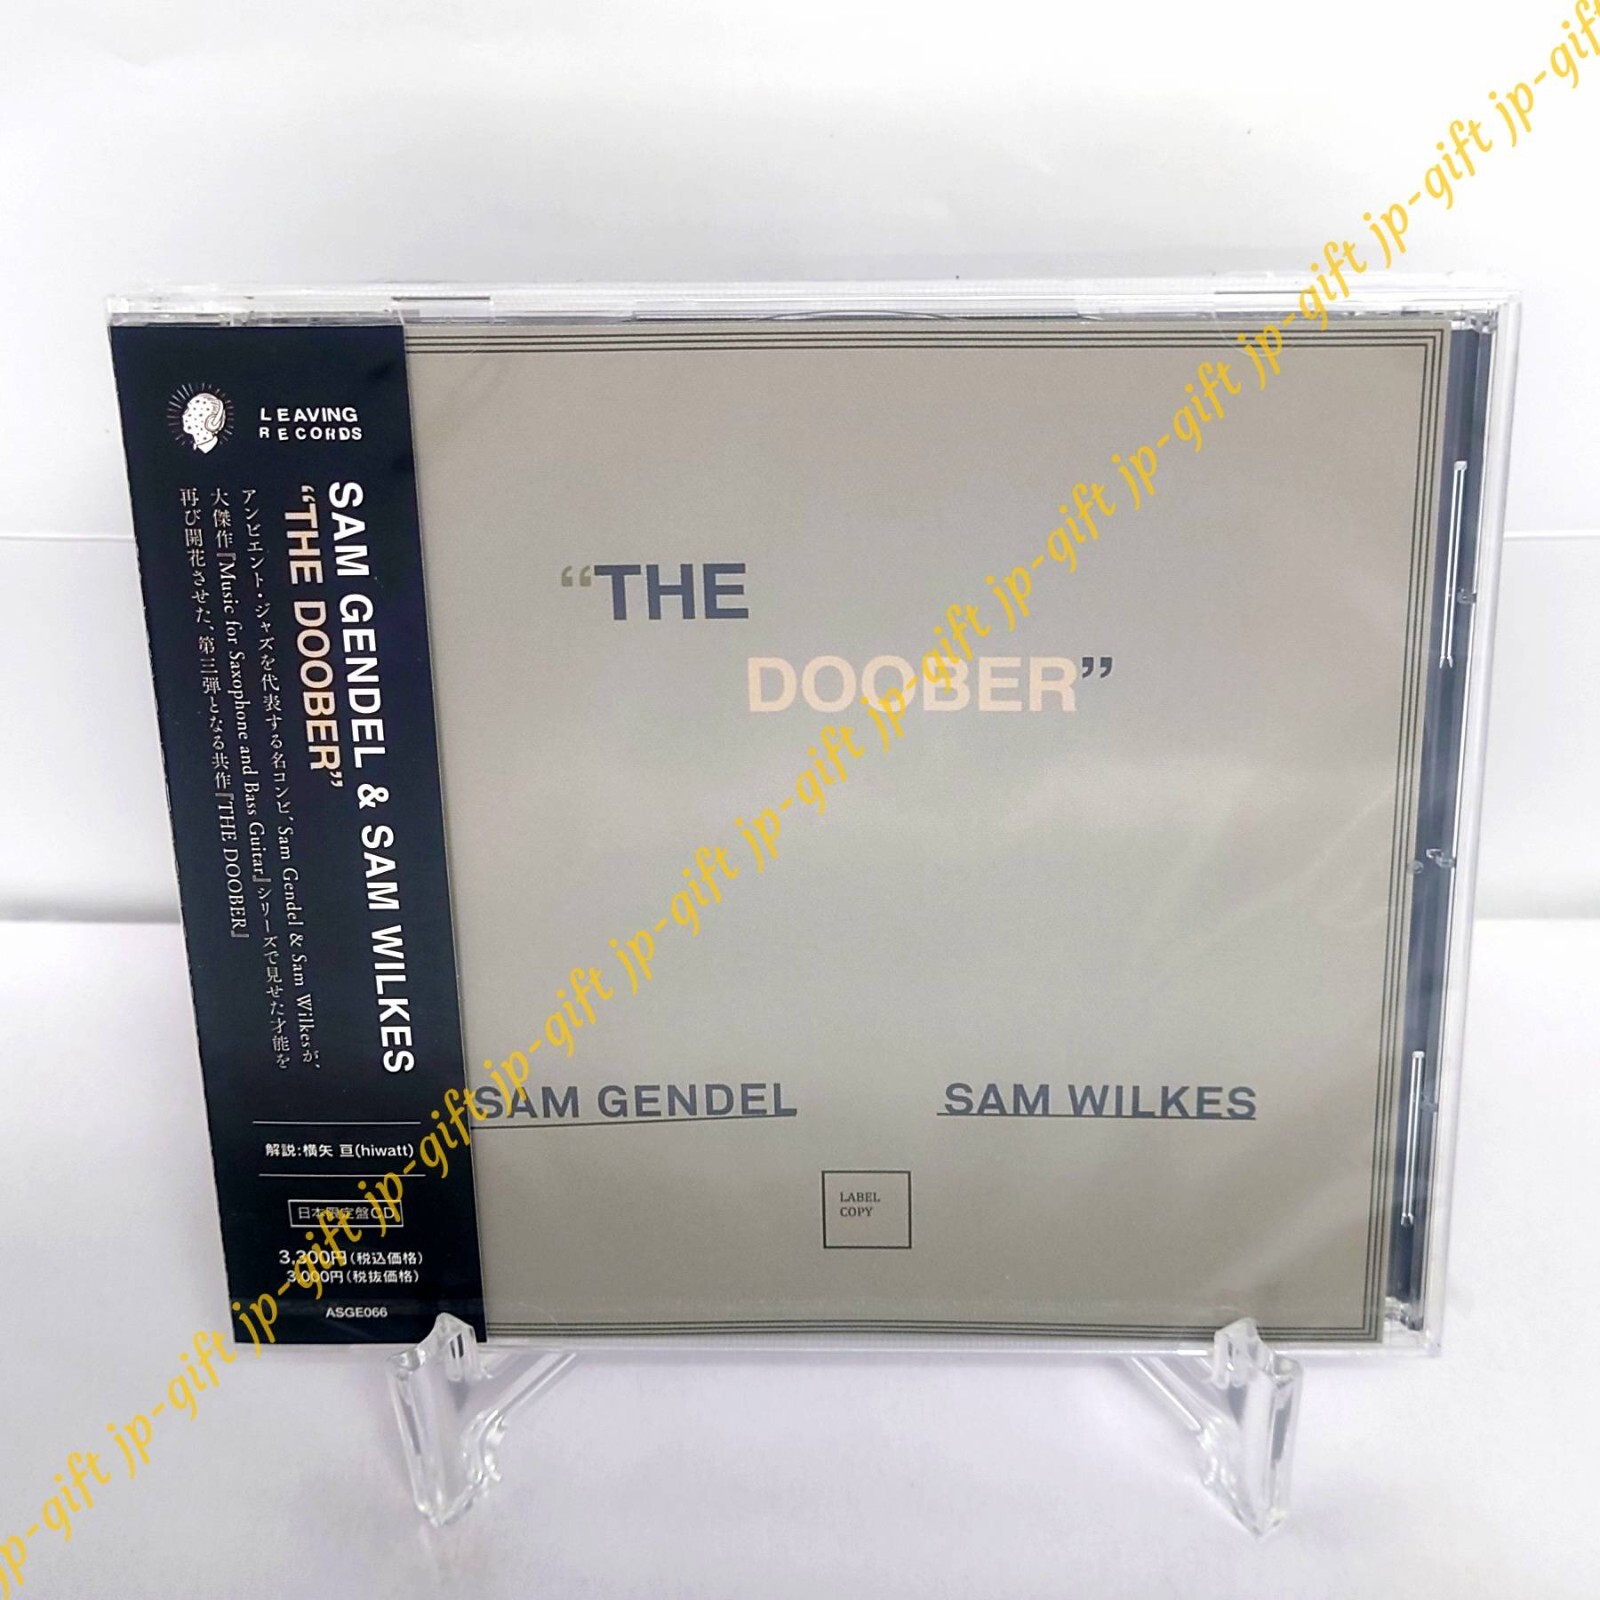 LEAVING
RECORDS
SAM GENDEL & SAM WILKES
“THE DOOBER”
アンビエント・ジャズを代表する名コンビ、Sam Gendel & Sam Wilkesが、
大傑作『Music for Saxophone and Bass Guitar』シリーズで見せた才能を
再び開花させた、第三弾となる共作『THE DOOBER』
解説:横矢 亘(hiwatt)
日本限定盤CD
3,300円(税込価格)
3,000円(税抜価格)
ASGE066
“THE
DOOBER”
SAM GENDEL
SAM WILKES
LABEL
COPY
jp-gift jp-gift jp-gift jp-gift jp-gift jp-gift jp-gift jp-gift jp-gift jp-gift jp-gift jp-gift jp-gift